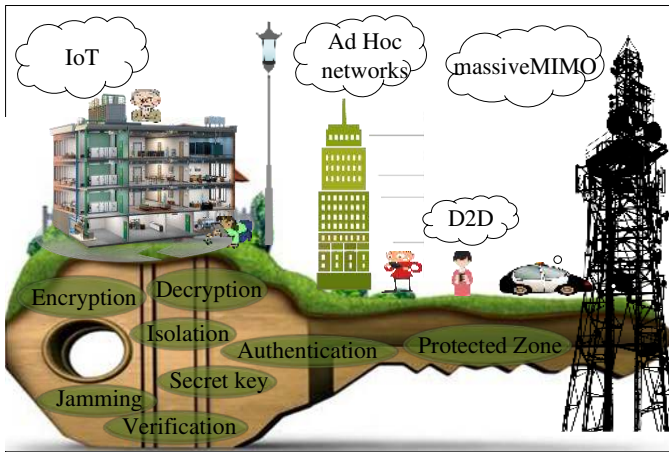 IoT
Ad Hoc
networks
massiveMIMO
D2D
Encryption
Decryption
Isolation
Authentication
Protected Zone
Secret key
Jamming
Verification